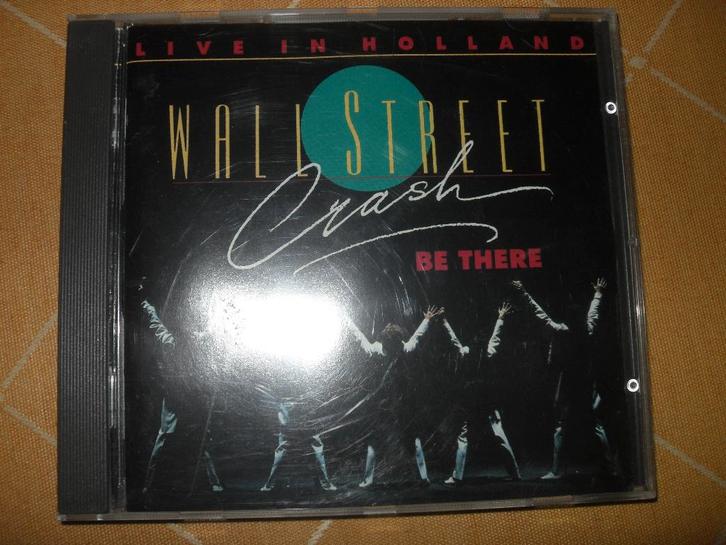 LIVE IN HOLLAND
WALL STREET
Crash
BE THERE